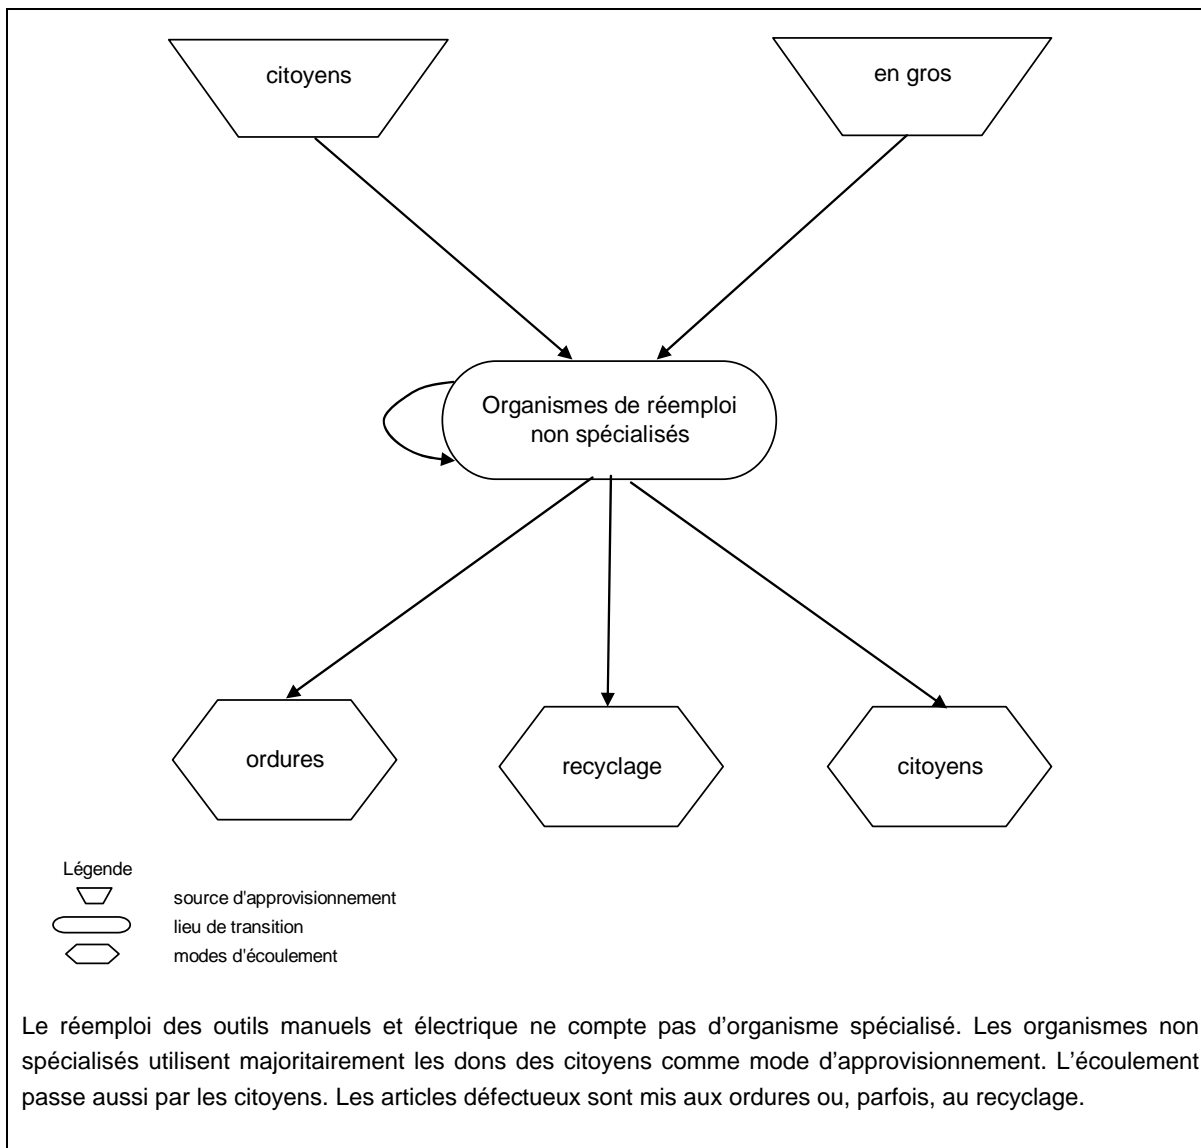 citoyens
en gros
Organismes de réemploi
non spécialisés
ordures
recyclage
citoyens
Légende
source d'approvisionnement
lieu de transition
modes d'écoulement
Le réemploi des outils manuels et électrique ne compte pas d'organisme spécialisé. Les organismes non
spécialisés utilisent majoritairement les dons des citoyens comme mode d'approvisionnement. L'écoulement
passe aussi par les citoyens. Les articles défectueux sont mis aux ordures ou, parfois, au recyclage.